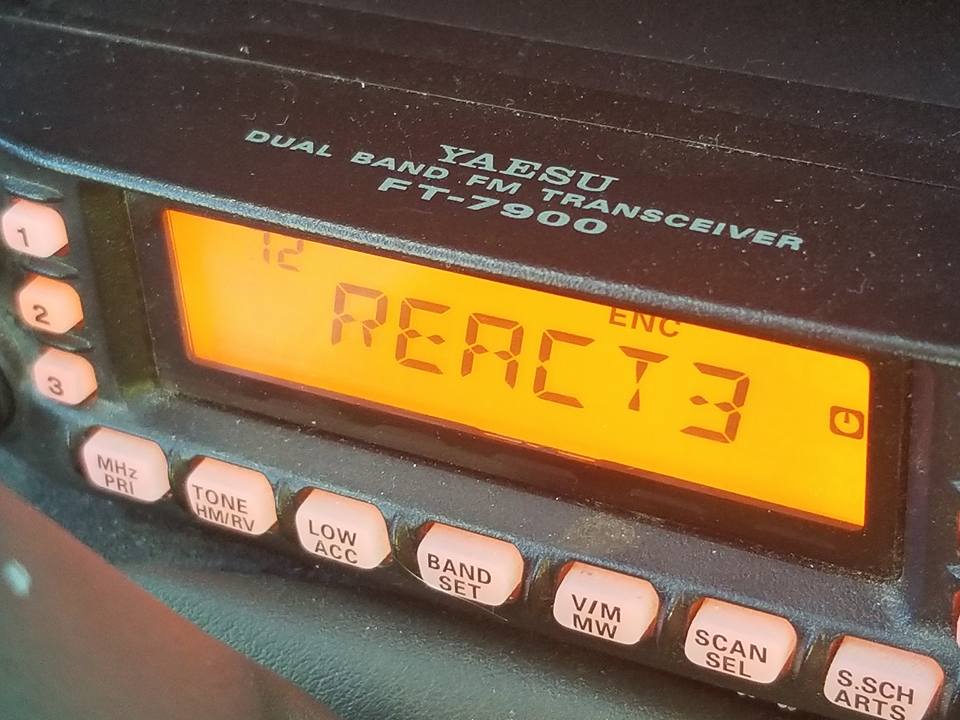 YAESU
DUAL BAND FM TRANSCEIVER
FT-7900
12
ENC
REACT3
1
2
3
MHz
PRI
TONE
HM/RV
LOW
ACC
BAND
SET
V/M
MW
SCAN
SEL
S.SCH
ARTS